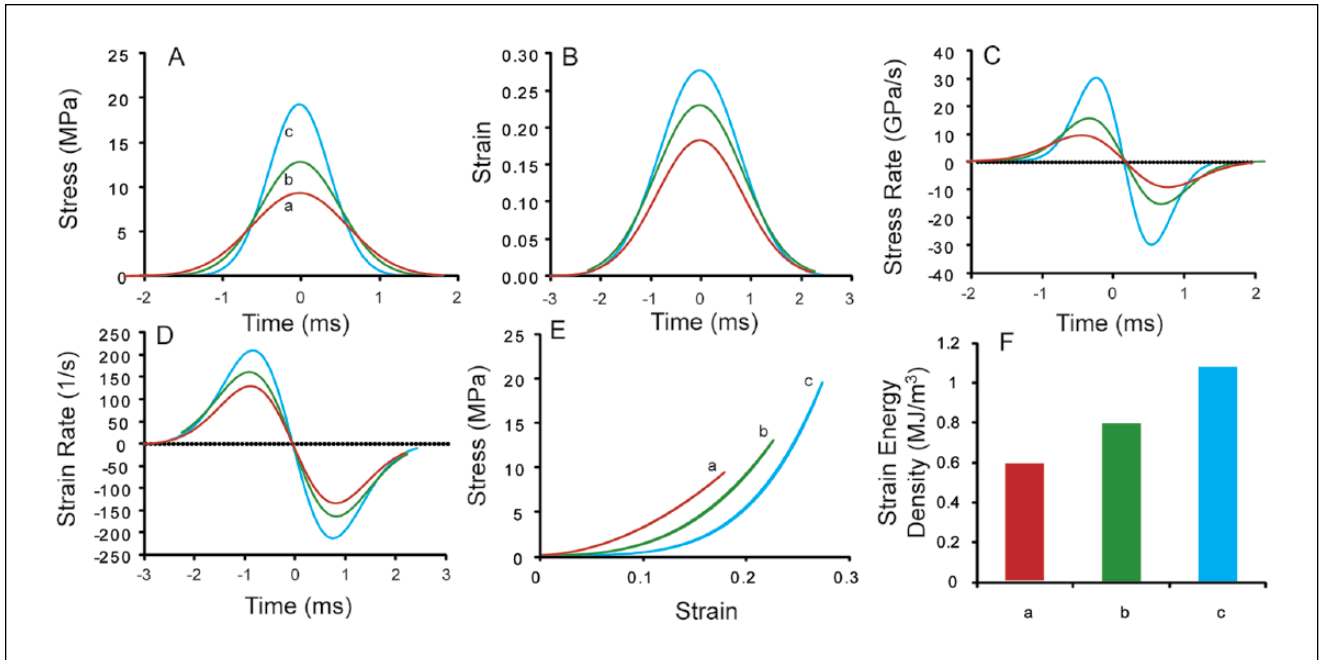 A
Stress (MPa)
25
20
15
10
5
0
c
b
a
-2
-1
0
1
2
Time (ms)
B
Strain
0.30
0.25
0.20
0.15
0.10
0.05
0.00
-3
-2
-1
0
1
2
3
Time (ms)
C
Stress Rate (GPa/s)
40
30
20
10
0
-10
-20
-30
-40
-2
-1
0
1
2
Time (ms)
D
Strain Rate (1/s)
250
200
150
100
50
0
-50
-100
-150
-200
-250
-3
-2
-1
0
1
2
3
Time (ms)
E
Stress (MPa)
25
20
15
10
5
0
a
b
c
0
0.1
0.2
0.3
Strain
F
Strain Energy
Density (MJ/m³)
1.2
1
0.8
0.6
0.4
0.2
0
a
b
c